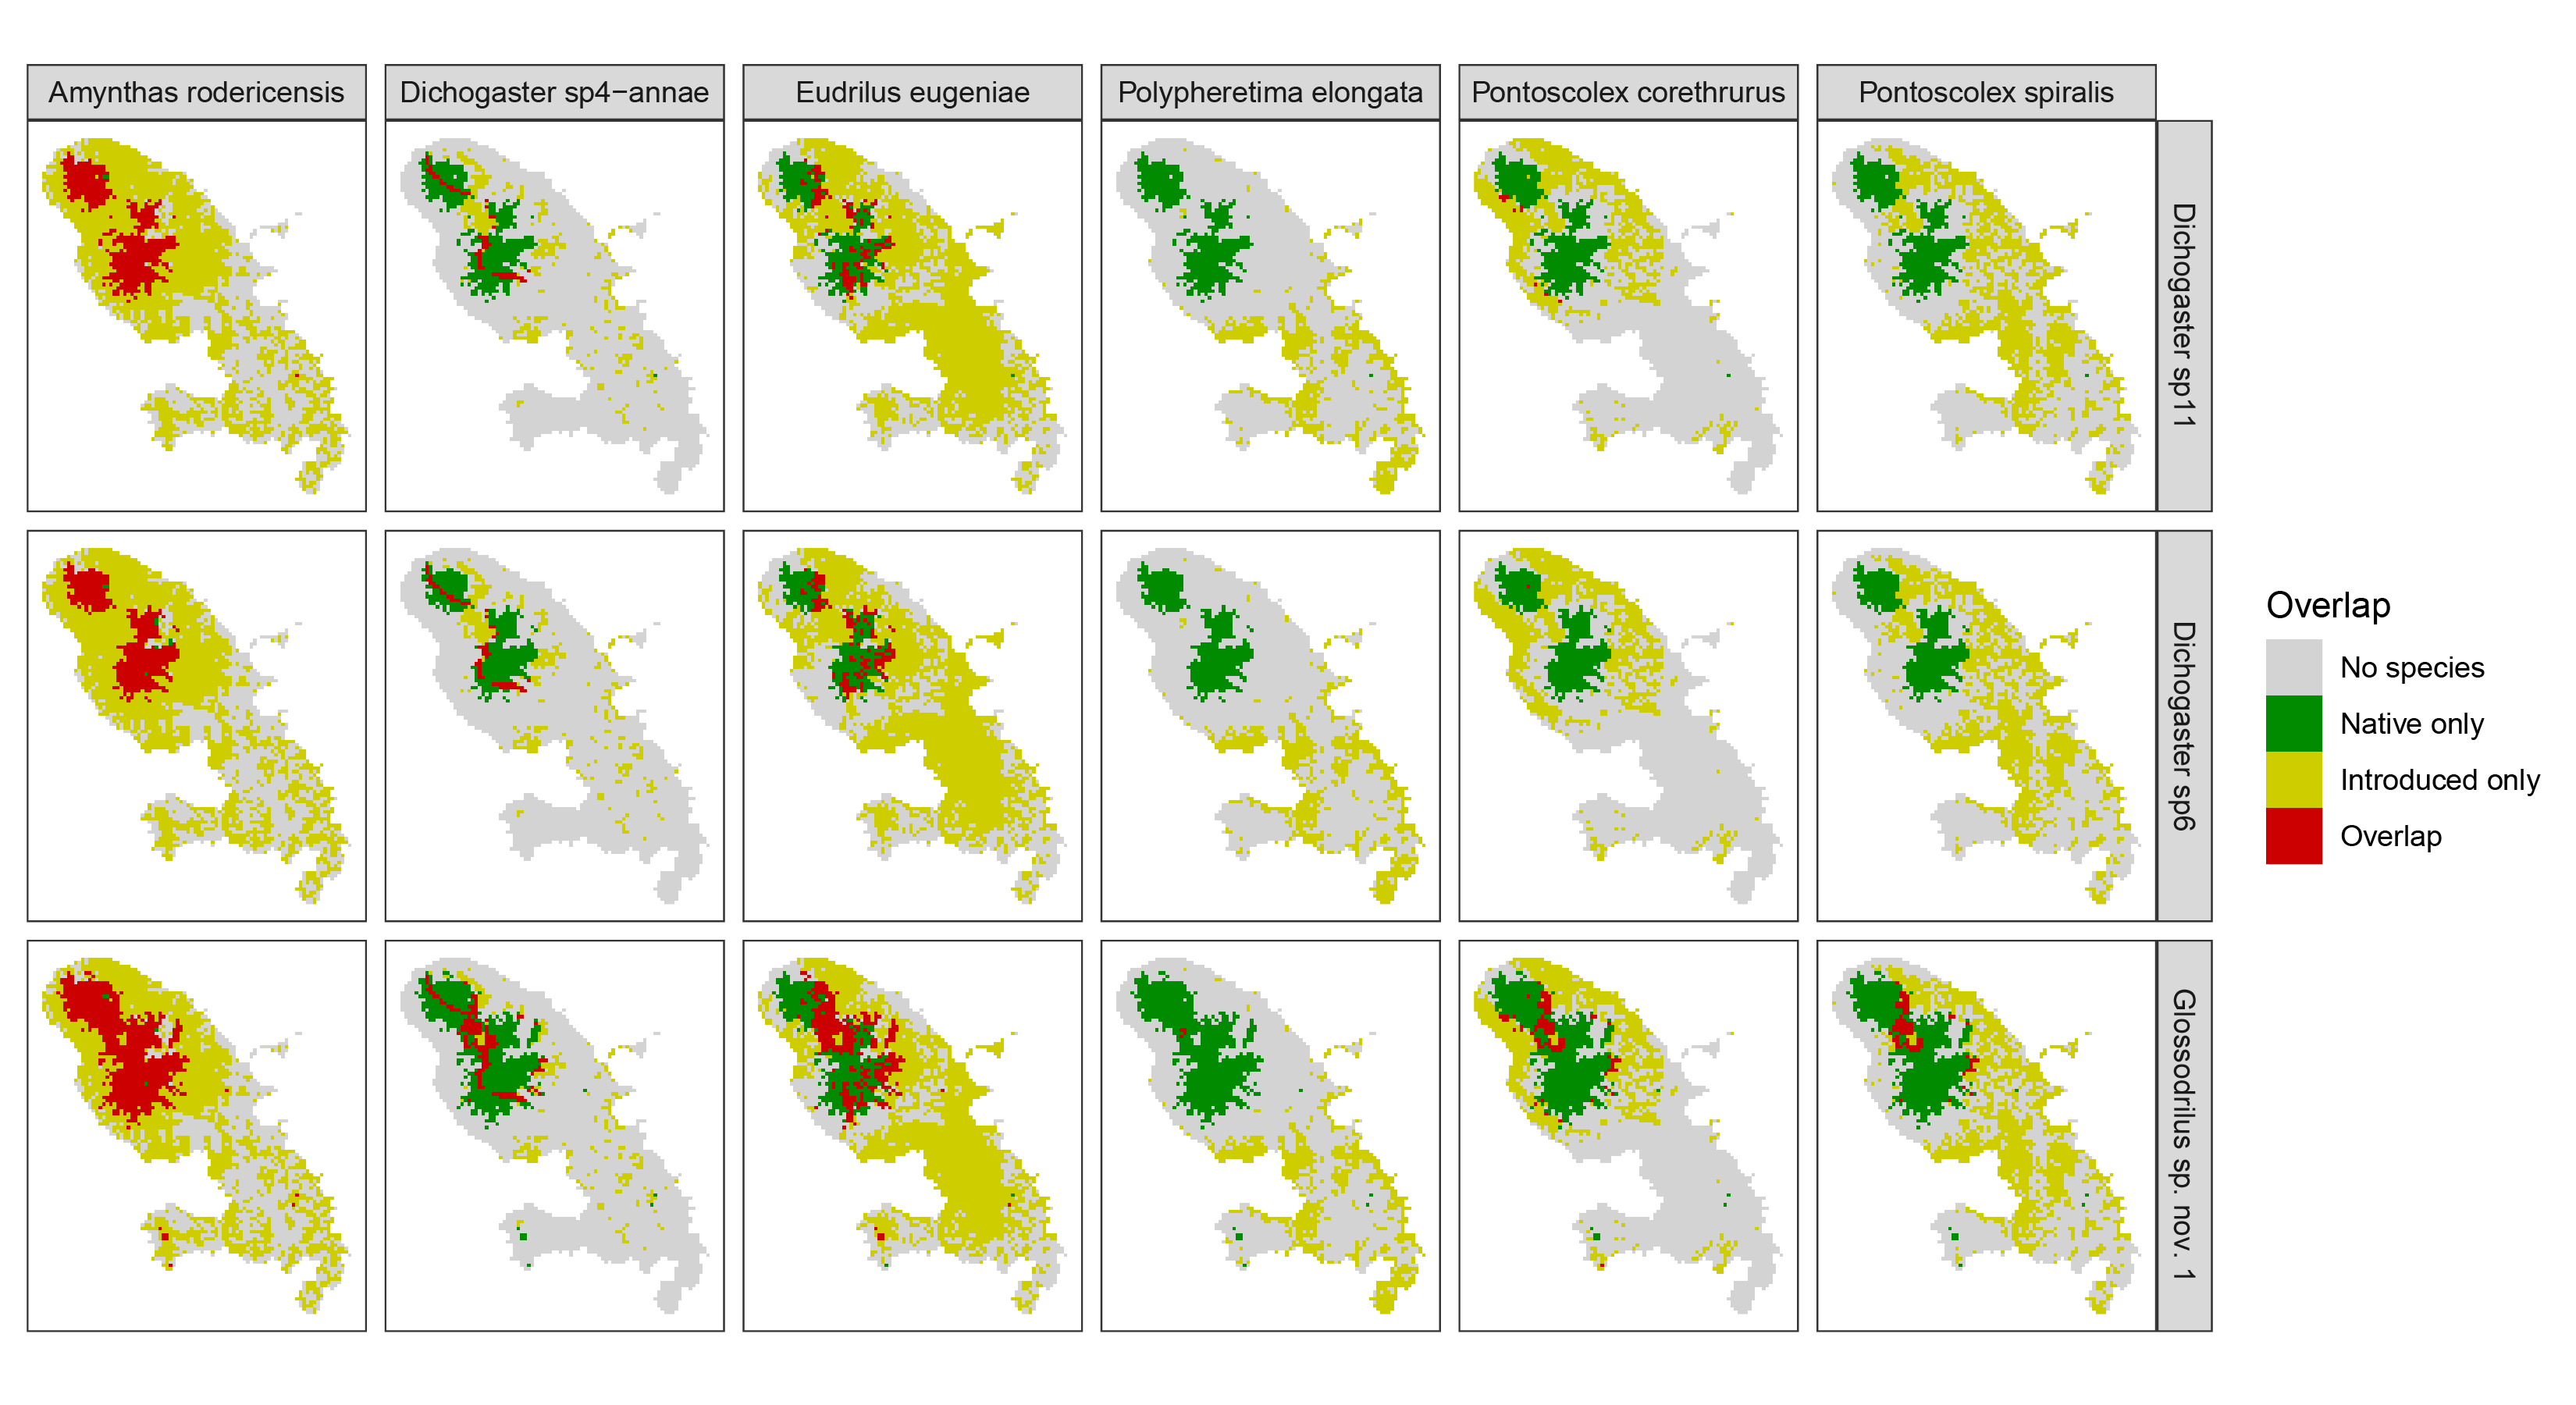 Amynthas rodericensis
Dichogaster sp4−annae
Eudrilus eugeniae
Polypheretima elongata
Pontoscolex corethrurus
Pontoscolex spiralis
Dichogaster sp11
Dichogaster sp6
Glossodrilus sp. nov. 1
Overlap
No species
Native only
Introduced only
Overlap